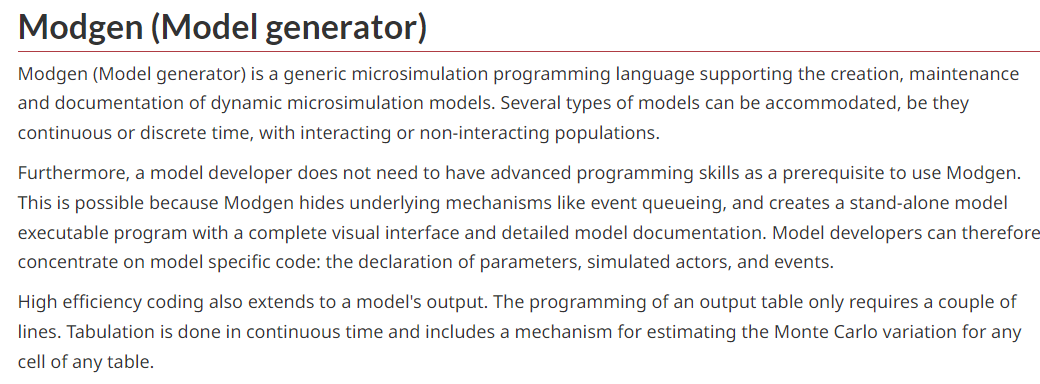 Modgen (Model generator)
Modgen (Model generator) is a generic microsimulation programming language supporting the creation, maintenance
and documentation of dynamic microsimulation models. Several types of models can be accommodated, be they
continuous or discrete time, with interacting or non-interacting populations.
Furthermore, a model developer does not need to have advanced programming skills as a prerequisite to use Modgen.
This is possible because Modgen hides underlying mechanisms like event queueing, and creates a stand-alone model
executable program with a complete visual interface and detailed model documentation. Model developers can therefore
concentrate on model specific code: the declaration of parameters, simulated actors, and events.
High efficiency coding also extends to a model's output. The programming of an output table only requires a couple of
lines. Tabulation is done in continuous time and includes a mechanism for estimating the Monte Carlo variation for any
cell of any table.